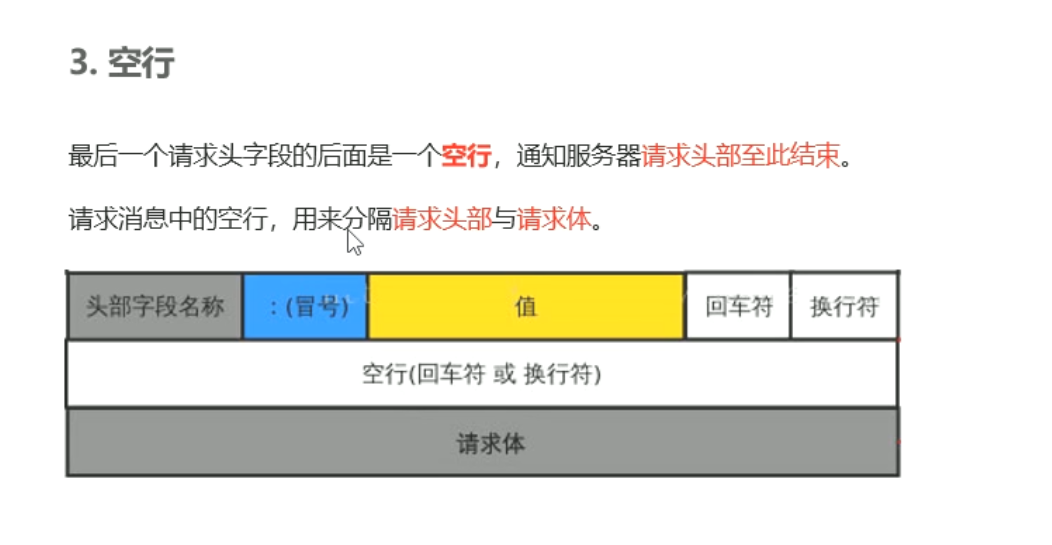 3. 空行
最后一个请求头字段的后面是一个空行，通知服务器请求头部至此结束。
请求消息中的空行，用来分隔请求头部与请求体。
头部字段名称 ：(冒号) 值 回车符 换行符
空行(回车符 或 换行符)
请求体